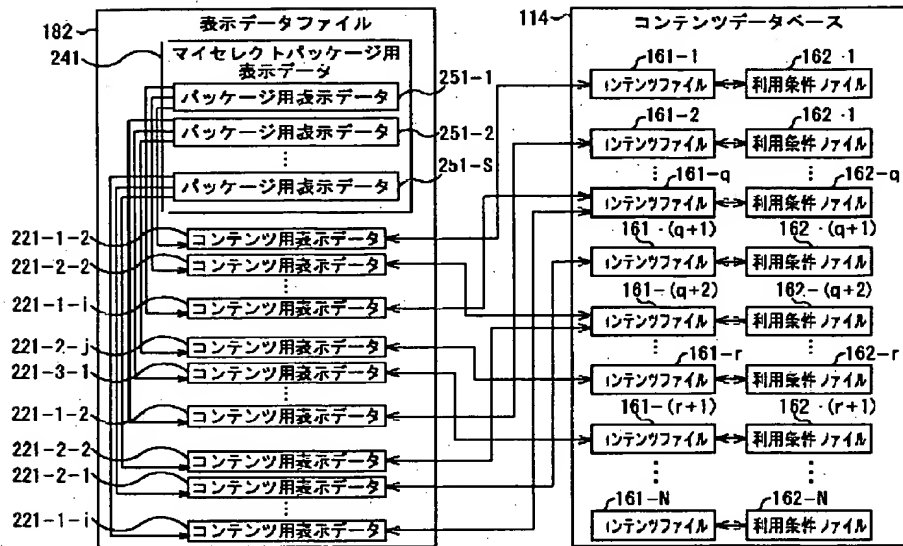 182
表示データファイル
241
マイセレクトパッケージ用
表示データ
パッケージ用表示データ
251-1
パッケージ用表示データ
251-2
パッケージ用表示データ
251-S
221-1-2
コンテンツ用表示データ
221-2-2
コンテンツ用表示データ
221-1-i
コンテンツ用表示データ
221-2-j
コンテンツ用表示データ
221-3-1
コンテンツ用表示データ
221-1-2
コンテンツ用表示データ
221-2-2
コンテンツ用表示データ
221-2-1
コンテンツ用表示データ
221-1-i
コンテンツ用表示データ
114
コンテンツデータベース
161-1
162-1
コンテンツファイル
利用条件ファイル
161-2
162-1
コンテンツファイル
利用条件ファイル
161-q
162-q
コンテンツファイル
利用条件ファイル
161-(q+1)
162-(q+1)
コンテンツファイル
利用条件ファイル
161-(q+2)
162-(q+2)
コンテンツファイル
利用条件ファイル
161-r
162-r
コンテンツファイル
利用条件ファイル
161-(r+1)
162-(r+1)
コンテンツファイル
利用条件ファイル
161-N
162-N
コンテンツファイル
利用条件ファイル